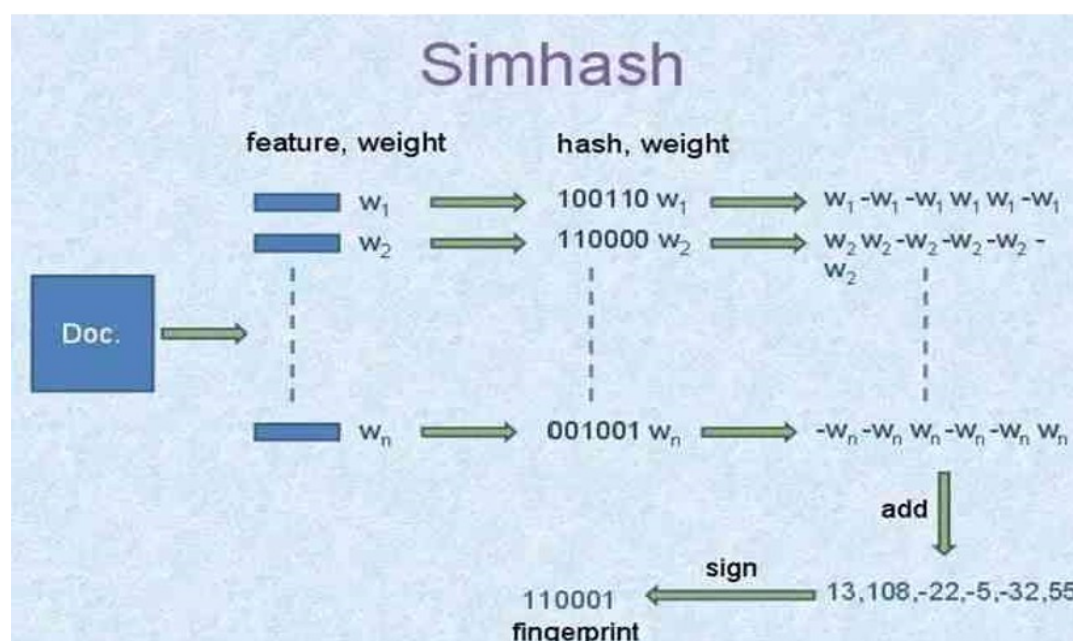 Simhash
feature, weight hash, weight
w₁ 100110 w₁ w₁ -w₁ -w₁ w₁ w₁ -w₁
w₂ 110000 w₂ w₂ w₂ -w₂ -w₂ -w₂ -
w₂
Doc.
wₙ 001001 wₙ -wₙ -wₙ wₙ -wₙ -wₙ wₙ
add
sign
110001 13,108,-22,-5,-32,55
fingerprint